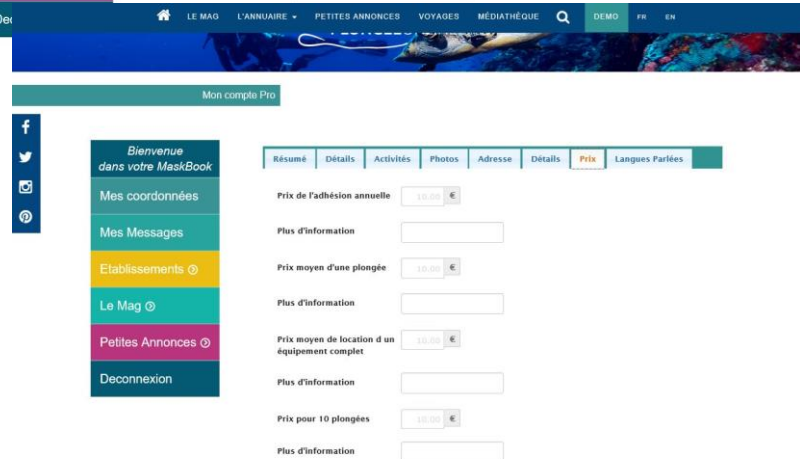 LE MAG L'ANNUAIRE PETITES ANNONCES VOYAGES MÉDIATHÈQUE DEMO FR EN
Mon compte Pro
Bienvenue
dans votre MaskBook
Mes coordonnées
Mes Messages
Etablissements
Le Mag
Petites Annonces
Deconnexion
Résumé Détails Activités Photos Adresse Détails Prix Langues Parlées
Prix de l'adhésion annuelle 10.00 €
Plus d'information
Prix moyen d'une plongée 10.00 €
Plus d'information
Prix moyen de location d un 10.00 €
équipement complet
Plus d'information
Prix pour 10 plongées 10.00 €
Plus d'information